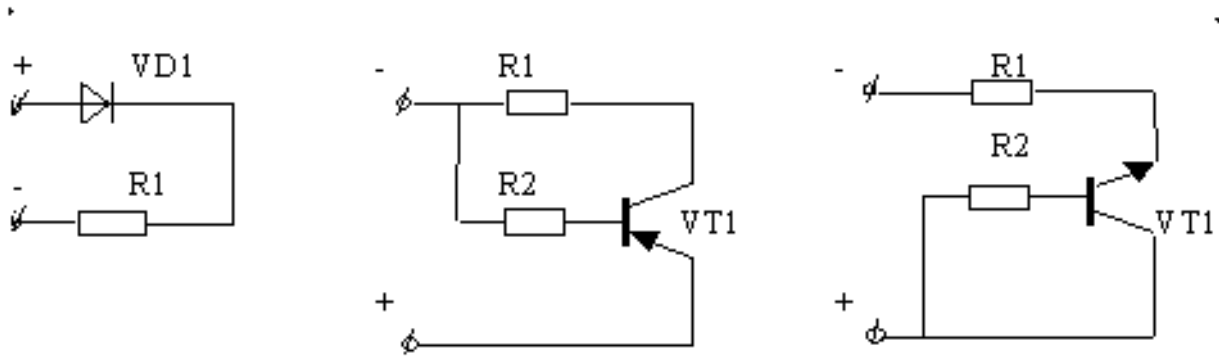 + VD1
- R1
- R1
R2
VT1
+
- R1
R2
VT1
+